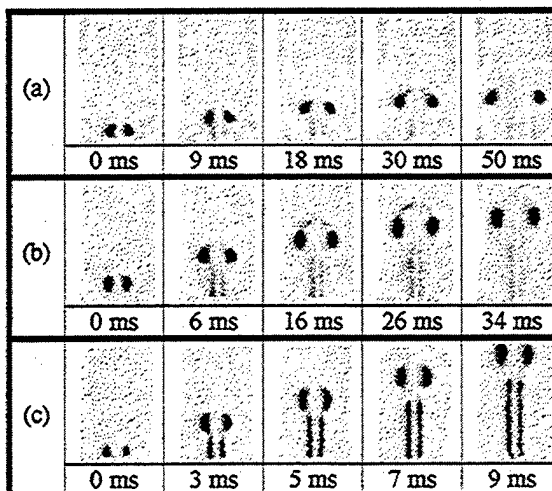 (a)
0 ms 9 ms 18 ms 30 ms 50 ms
(b)
0 ms 6 ms 16 ms 26 ms 34 ms
(c)
0 ms 3 ms 5 ms 7 ms 9 ms